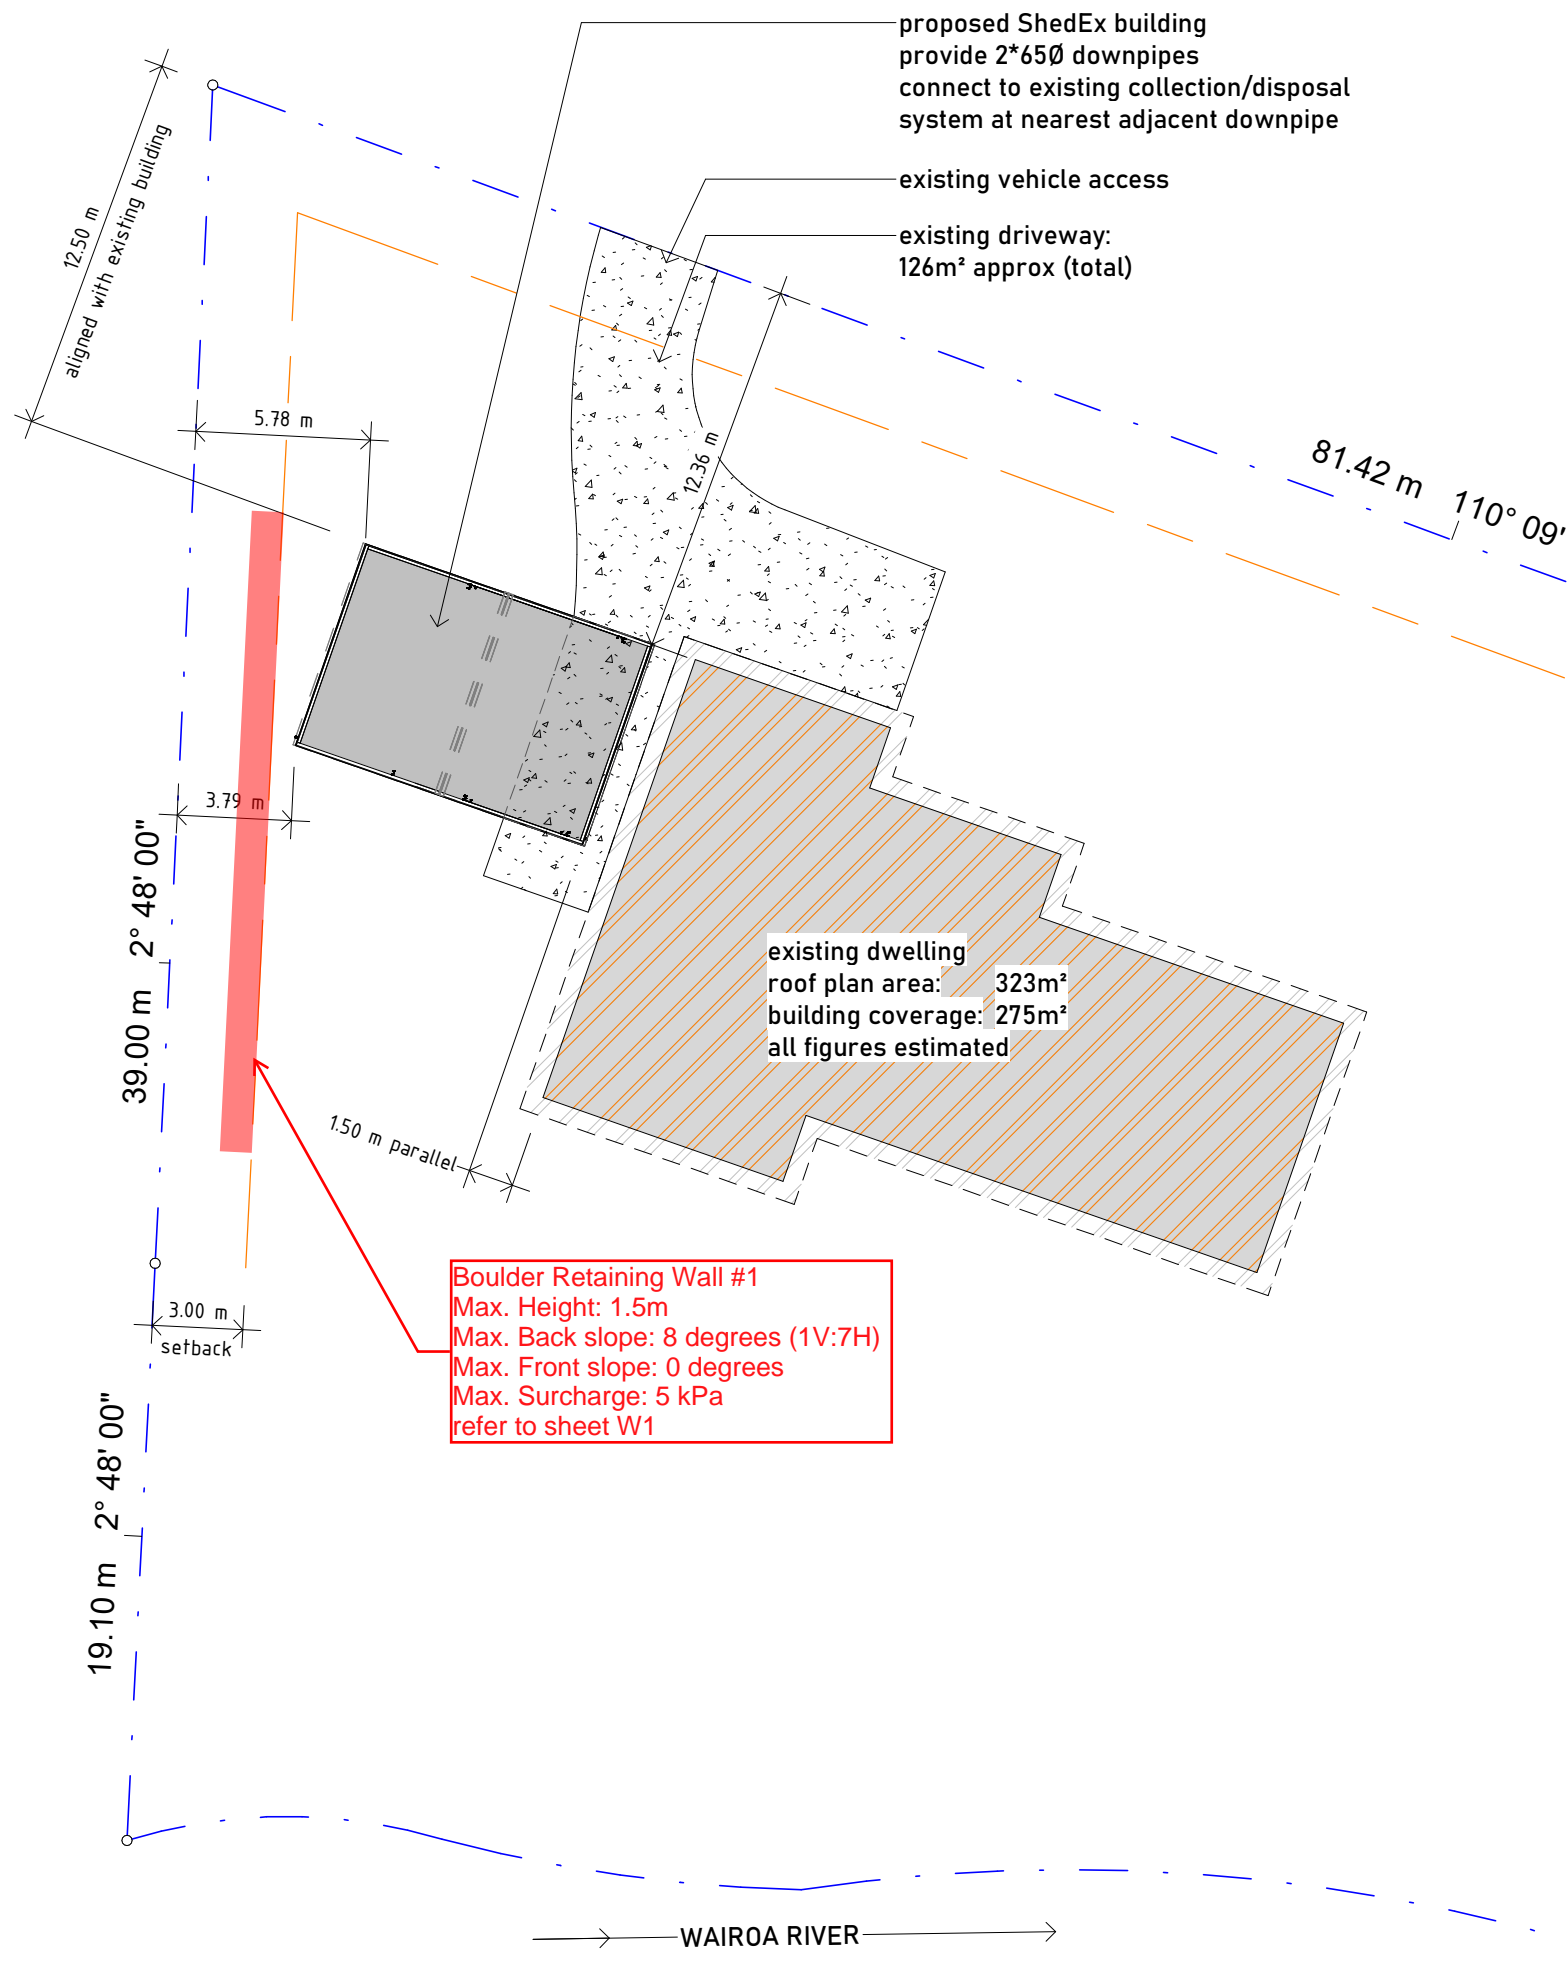 proposed ShedEx building
provide 2*65Ø downpipes
connect to existing collection/disposal
system at nearest adjacent downpipe
existing vehicle access
existing driveway:
126m² approx (total)
12.50 m
aligned with existing building
5.78 m
12.36 m
81.42 m 110° 09'
3.79 m
39.00 m 2° 48' 00"
existing dwelling
roof plan area: 323m²
building coverage: 275m²
all figures estimated
1.50 m parallel
Boulder Retaining Wall #1
Max. Height: 1.5m
Max. Back slope: 8 degrees (1V:7H)
Max. Front slope: 0 degrees
Max. Surcharge: 5 kPa
refer to sheet W1
3.00 m
setback
19.10 m 2° 48' 00"
WAIROA RIVER